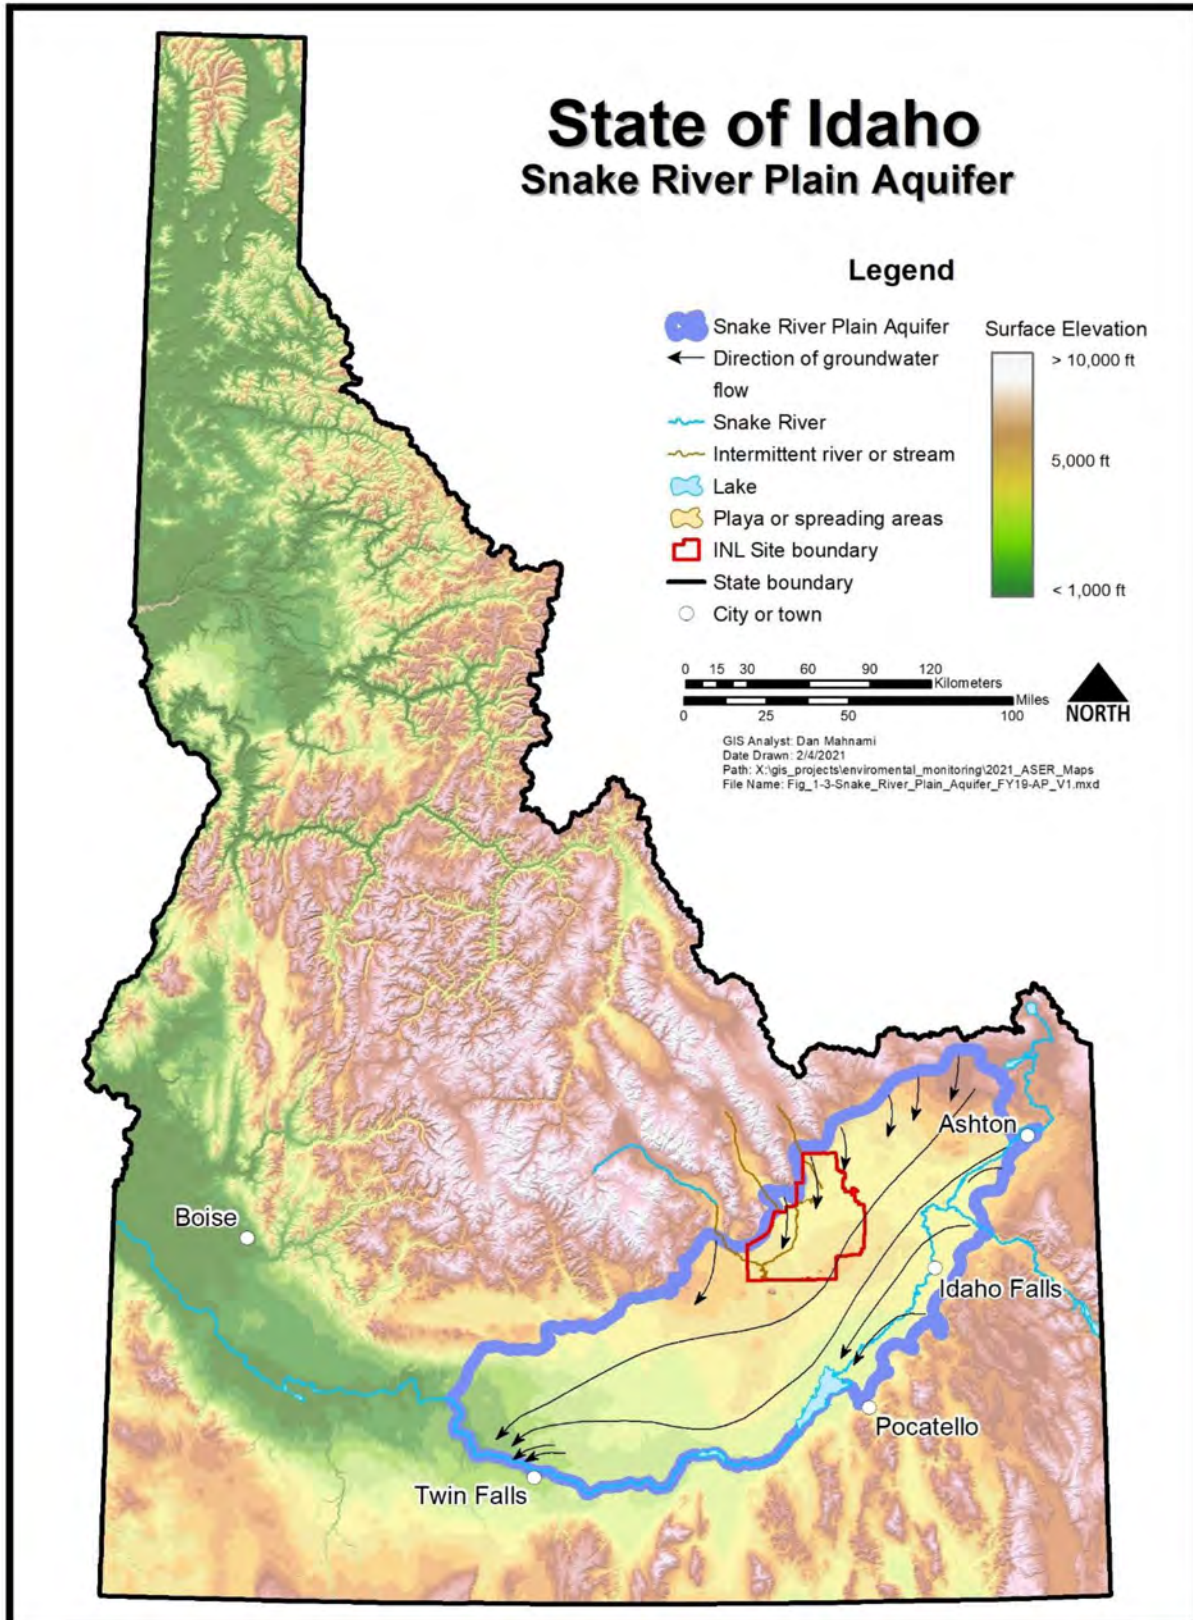 State of Idaho
Snake River Plain Aquifer
Legend
Snake River Plain Aquifer
Direction of groundwater
flow
Snake River
Intermittent river or stream
Lake
Playa or spreading areas
INL Site boundary
State boundary
City or town
Surface Elevation
> 10,000 ft
5,000 ft
< 1,000 ft
0 15 30 60 90 120
Kilometers
Miles
0 25 50 100
NORTH
GIS Analyst: Dan Mahnami
Date Drawn: 2/4/2021
Path: X:\gis_projects\enviromental_monitoring\2021_ASER_Maps
File Name: Fig_1-3-Snake_River_Plain_Aquifer_FY19-AP_V1.mxd
Ashton
Boise
Idaho Falls
Pocatello
Twin Falls